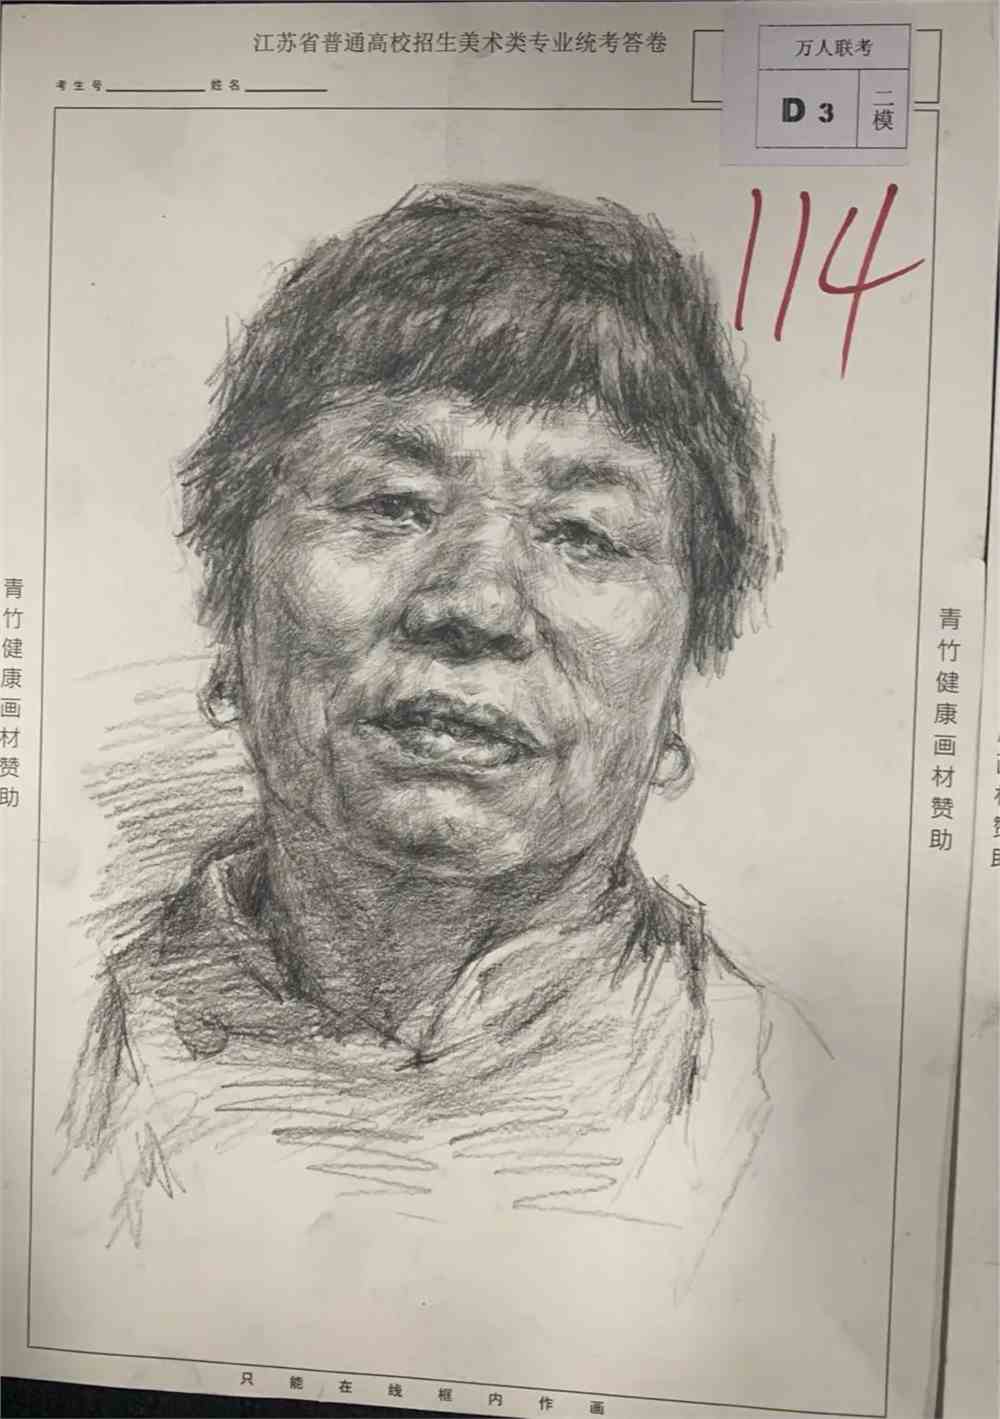 江苏省普通高校招生美术类专业统考答卷
考生号 姓名
万人联考
D 3
二模
114
青竹健康画材赞助
青竹健康画材赞助
只能在线框内作画